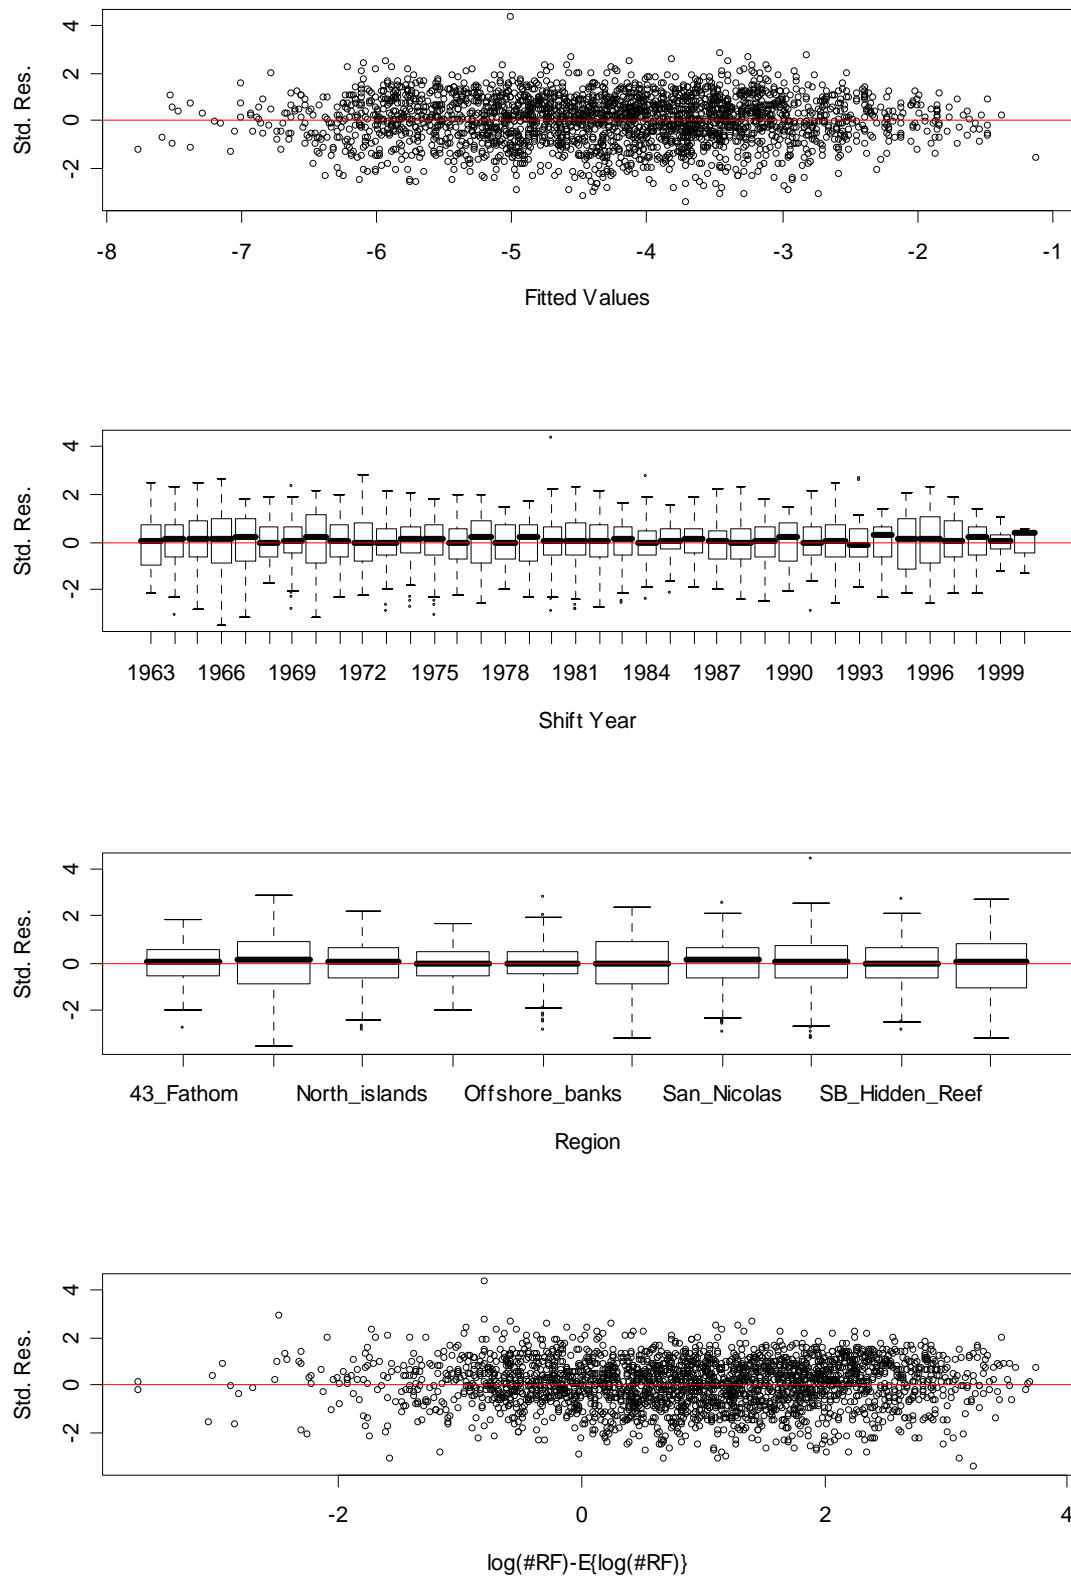 Std. Res.
4
2
0
-2
-8 -7 -6 -5 -4 -3 -2 -1
Fitted Values
Std. Res.
4
2
0
-2
1963 1966 1969 1972 1975 1978 1981 1984 1987 1990 1993 1996 1999
Shift Year
Std. Res.
4
2
0
-2
43_Fathom North_islands Offshore_banks San_Nicolas SB_Hidden_Reef
Region
Std. Res.
4
2
0
-2
-2 0 2 4
log(#RF)-E{log(#RF)}